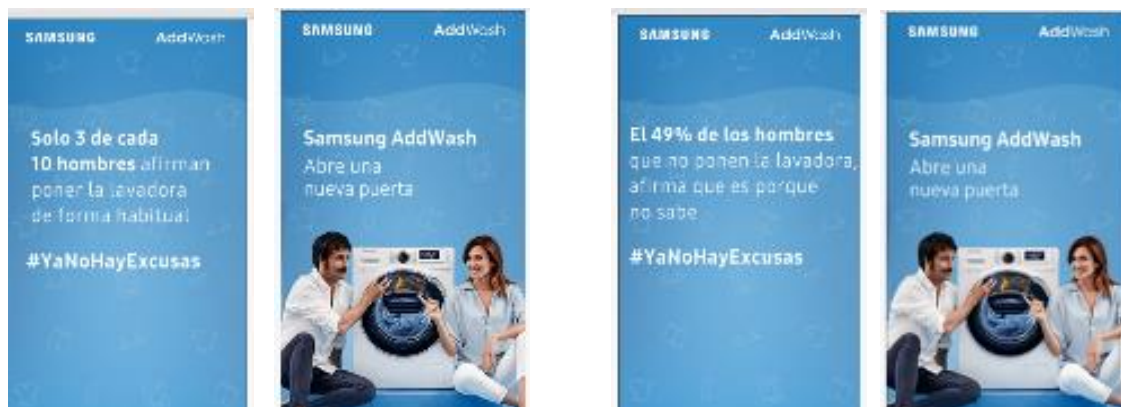 SAMSUNG AddWash
Solo 3 de cada
10 hombres afirman
poner la lavadora
de forma habitual
#YaNoHayExcusas
SAMSUNG AddWash
Samsung AddWash
Abre una
nueva puerta
SAMSUNG AddWash
El 49% de los hombres
que no ponen la lavadora,
afirma que es porque
no sabe
#YaNoHayExcusas
SAMSUNG AddWash
Samsung AddWash
Abre una
nueva puerta